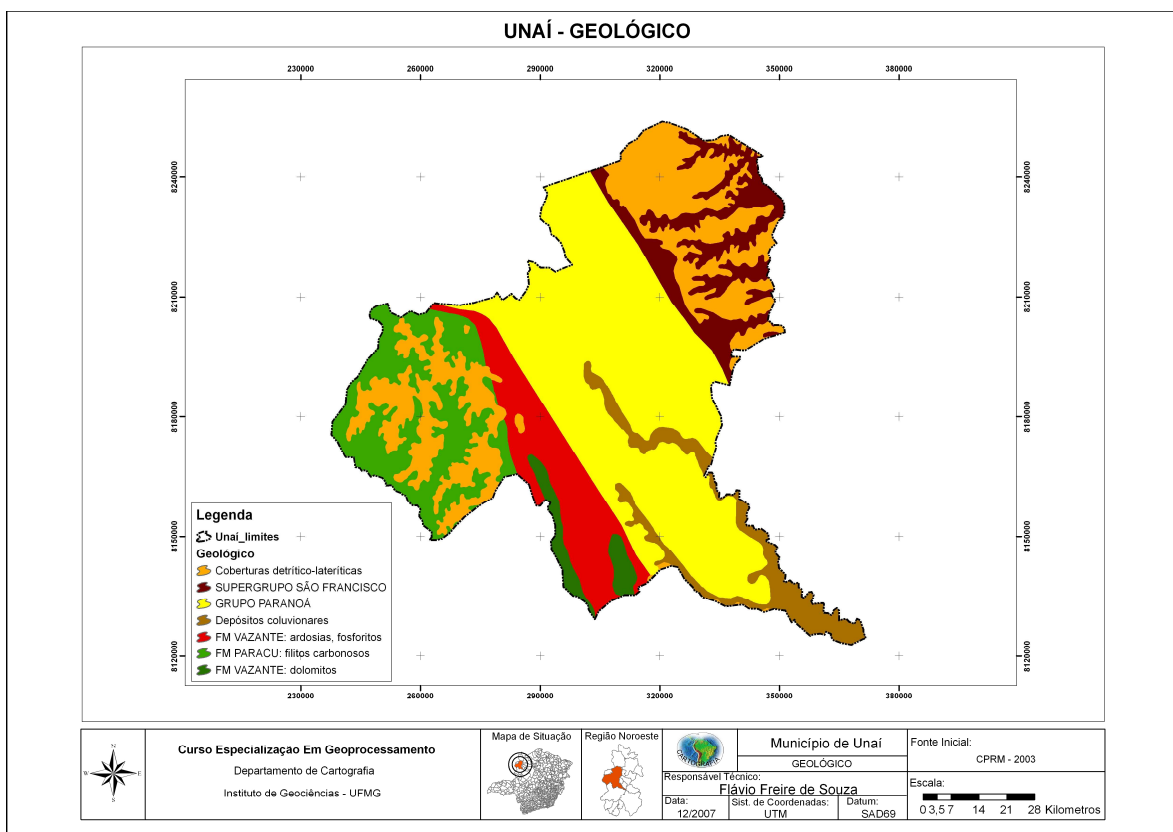 UNAÍ - GEOLÓGICO
230000 260000 290000 320000 350000 380000
8240000 8240000
8210000 8210000
8180000 8180000
8150000 8150000
8120000 8120000
230000 260000 290000 320000 350000 380000
Legenda
Unaí_limites
Geológico
Coberturas detrítico-lateríticas
SUPERGRUPO SÃO FRANCISCO
GRUPO PARANOÁ
Depósitos coluvionares
FM VAZANTE: ardosias, fosforitos
FM PARACU: filitos carbonosos
FM VAZANTE: dolomitos
N
W E
S
Curso Especialização Em Geoprocessamento
Departamento de Cartografia
Instituto de Geociências - UFMG
Mapa de Situação
Região Noroeste
CARTOGRAFIA
Município de Unaí
GEOLÓGICO
Responsável Técnico:
Flávio Freire de Souza
Data:
12/2007
Sist. de Coordenadas:
UTM
Datum:
SAD69
Fonte Inicial:
CPRM - 2003
Escala:
0 3,5 7 14 21 28 Kilometros